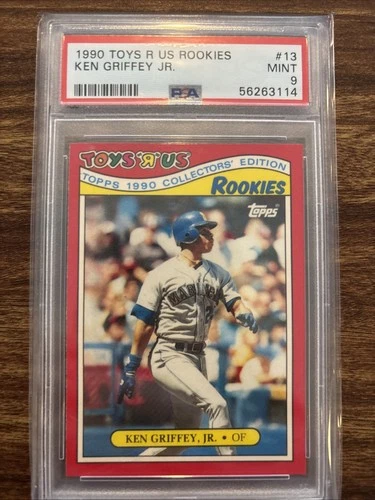 1990 TOYS R US ROOKIES #13
KEN GRIFFEY JR. MINT
9
PSA 56263114
TOYS "R" US
TOPPS 1990 COLLECTORS' EDITION
ROOKIES
Topps
MARINERS
KEN GRIFFEY, JR. • OF